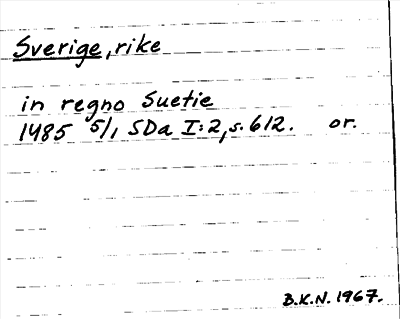 Sverige, rike
in regno Suetie
1485 5/1 SDa I:2, s. 612. or.
B.K.N. 1967.